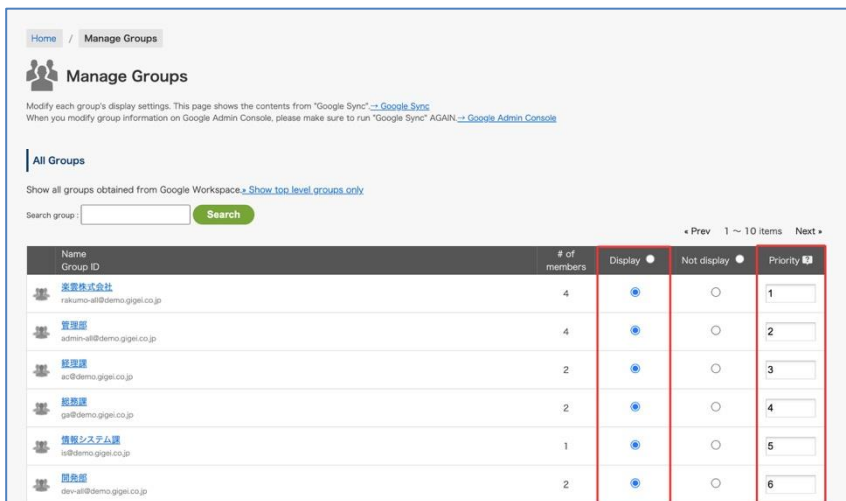 Home / Manage Groups
Manage Groups
Modify each group's display settings. This page shows the contents from "Google Sync".→ Google Sync
When you modify group information on Google Admin Console, please make sure to run "Google Sync" AGAIN.→ Google Admin Console
All Groups
Show all groups obtained from Google Workspace.» Show top level groups only
Search group : Search
« Prev 1 ～ 10 items Next »
Name
Group ID
# of
members
Display
Not display
Priority ?
楽雲株式会社
rakumo-all@demo.gigei.co.jp
4
1
管理部
admin-all@demo.gigei.co.jp
4
2
経理課
ac@demo.gigei.co.jp
2
3
総務課
ga@demo.gigei.co.jp
2
4
情報システム課
is@demo.gigei.co.jp
1
5
開発部
dev-all@demo.gigei.co.jp
2
6